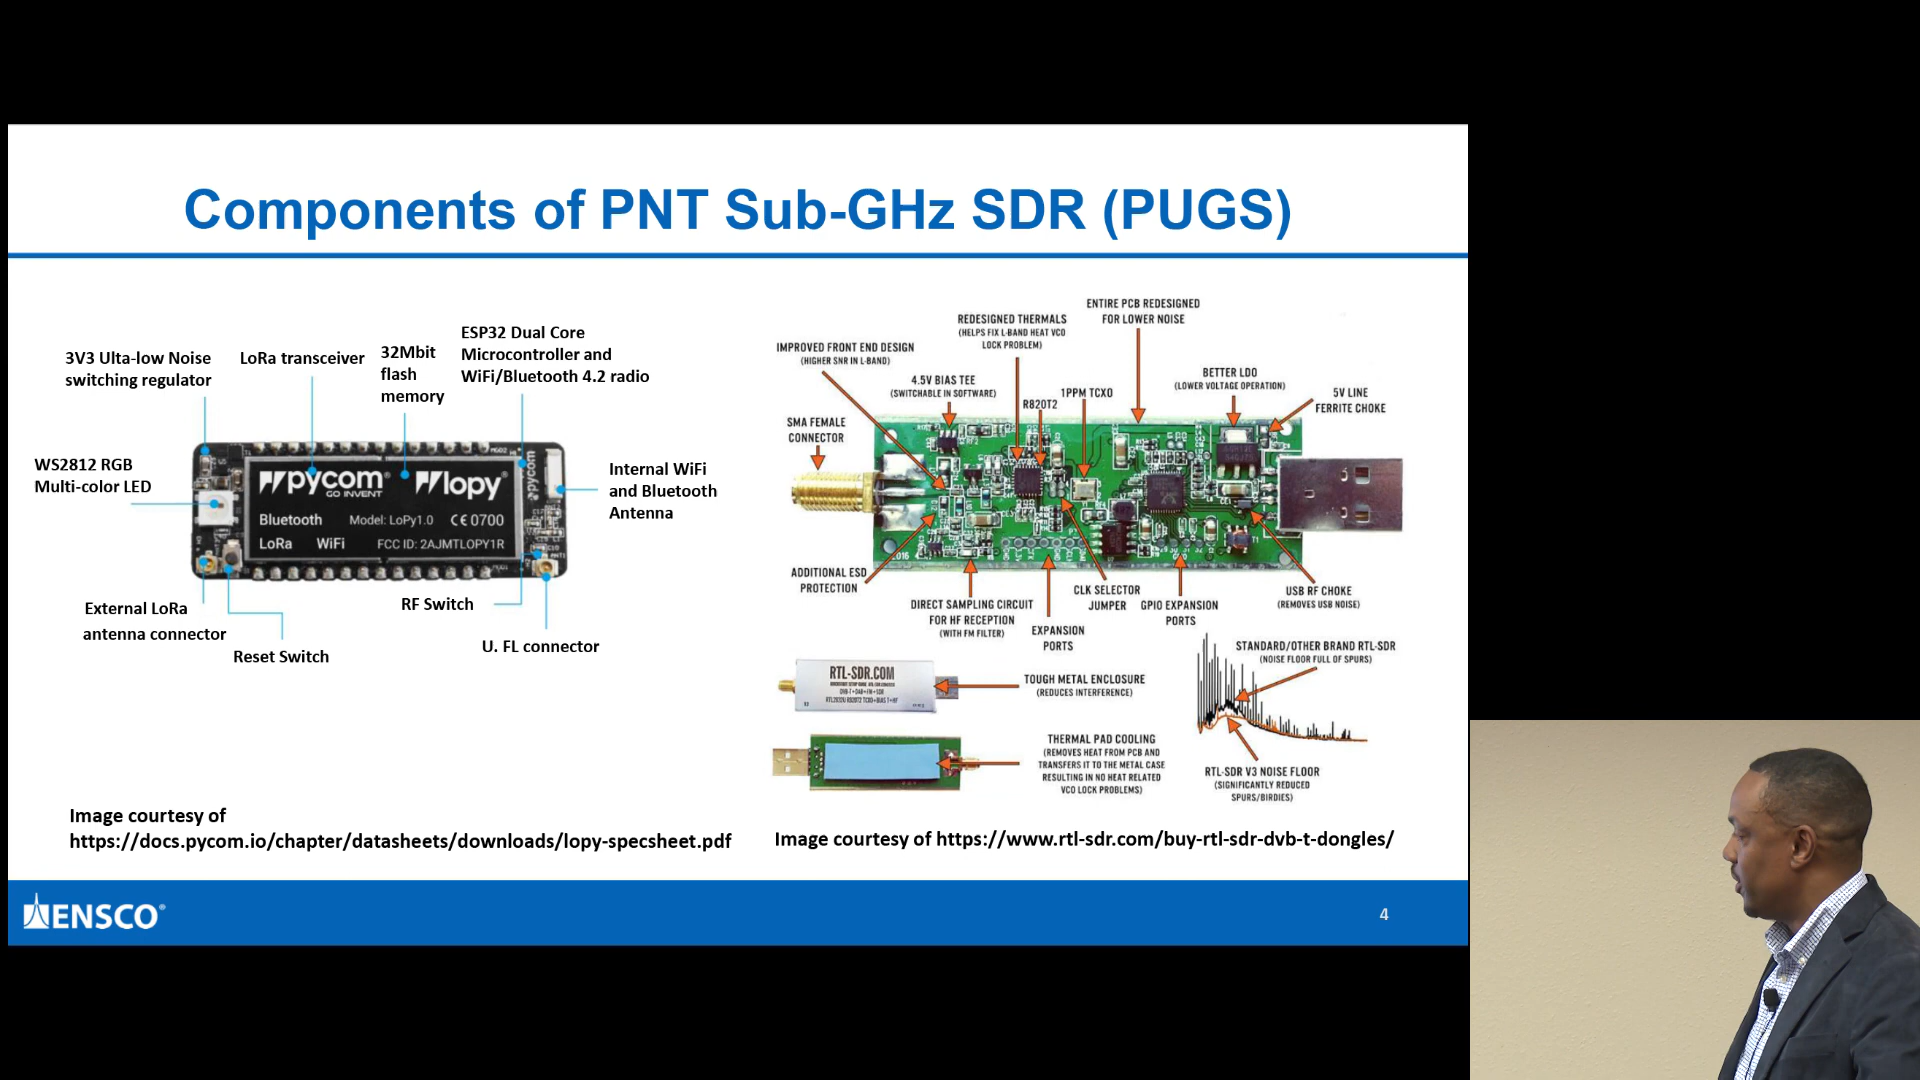 Components of PNT Sub-GHz SDR (PUGS)
3V3 Ulta-low Noise
switching regulator
LoRa transceiver
32Mbit
flash
memory
ESP32 Dual Core
Microcontroller and
WiFi/Bluetooth 4.2 radio
WS2812 RGB
Multi-color LED
Internal WiFi
and Bluetooth
Antenna
pycom
GO INVENT
lopy
pycom
Bluetooth
Model: LoPy1.0
CE0700
LoRa
WiFi
FCC ID: 2AJMTLOPY1R
External LoRa
antenna connector
Reset Switch
RF Switch
U. FL connector
Image courtesy of
https://docs.pycom.io/chapter/datasheets/downloads/lopy-specsheet.pdf
ENTIRE PCB REDESIGNED
FOR LOWER NOISE
REDESIGNED THERMALS
(HELPS FIX L-BAND HEAT VCO
LOCK PROBLEM)
IMPROVED FRONT END DESIGN
(HIGHER SNR IN L-BAND)
4.5V BIAS TEE
(SWITCHABLE IN SOFTWARE)
R820T2
1PPM TCXO
BETTER LDO
(LOWER VOLTAGE OPERATION)
5V LINE
FERRITE CHOKE
SMA FEMALE
CONNECTOR
ADDITIONAL ESD
PROTECTION
DIRECT SAMPLING CIRCUIT
FOR HF RECEPTION
(WITH FM FILTER)
EXPANSION
PORTS
CLK SELECTOR
JUMPER
GPIO EXPANSION
PORTS
USB RF CHOKE
(REMOVES USB NOISE)
STANDARD/OTHER BRAND RTL-SDR
(NOISE FLOOR FULL OF SPURS)
RTL-SDR.COM
TOUGH METAL ENCLOSURE
(REDUCES INTERFERENCE)
THERMAL PAD COOLING
(REMOVES HEAT FROM PCB AND
TRANSFERS IT TO THE METAL CASE
RESULTING IN NO HEAT RELATED
VCO LOCK PROBLEMS)
RTL-SDR V3 NOISE FLOOR
(SIGNIFICANTLY REDUCED
SPURS/BIRDIES)
Image courtesy of https://www.rtl-sdr.com/buy-rtl-sdr-dvb-t-dongles/
ENSCO
4